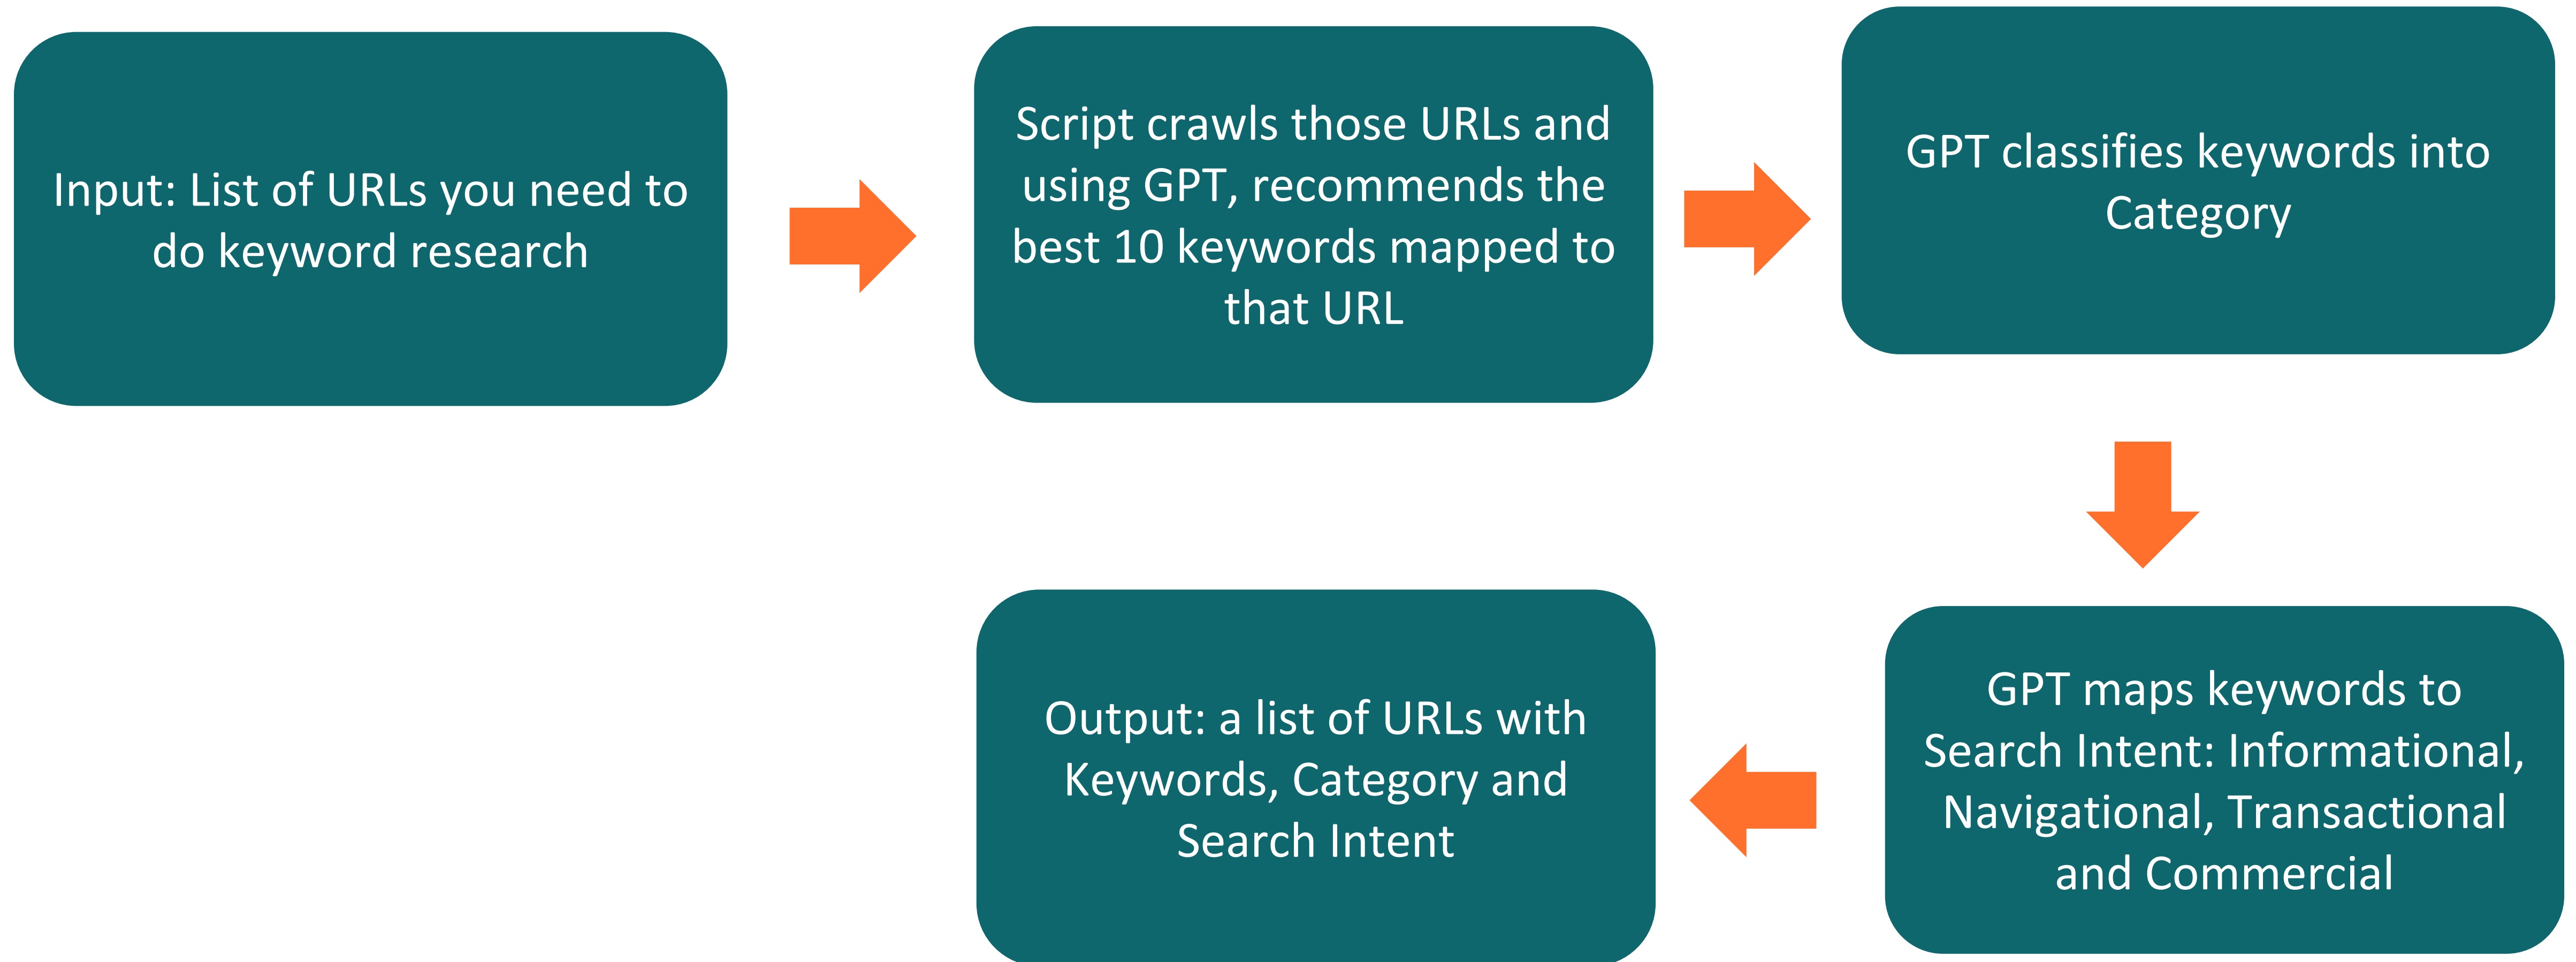 Input: List of URLs you need to
do keyword research
Script crawls those URLs and
using GPT, recommends the
best 10 keywords mapped to
that URL
GPT classifies keywords into
Category
GPT maps keywords to
Search Intent: Informational,
Navigational, Transactional
and Commercial
Output: a list of URLs with
Keywords, Category and
Search Intent